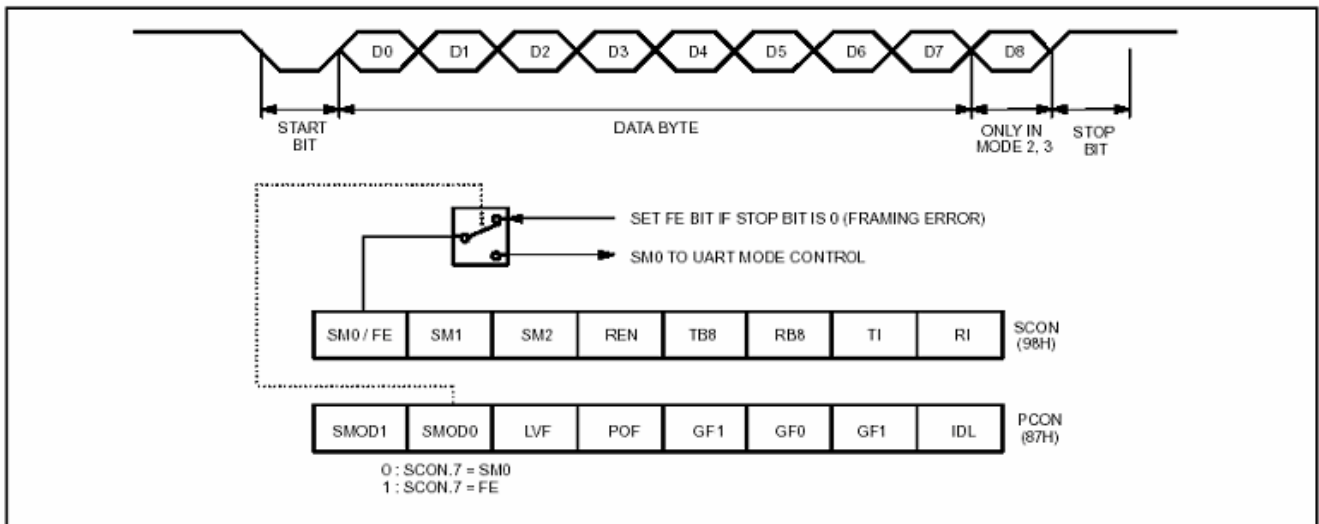 D0 D1 D2 D3 D4 D5 D6 D7 D8
START BIT
DATA BYTE
ONLY IN MODE 2, 3
STOP BIT
SET FE BIT IF STOP BIT IS 0 (FRAMING ERROR)
SM0 TO UART MODE CONTROL
SM0 / FE SM1 SM2 REN TB8 RB8 TI RI
SCON (98H)
SMOD1 SMOD0 LVF POF GF1 GF0 GF1 IDL
PCON (87H)
0 : SCON.7 = SM0
1 : SCON.7 = FE